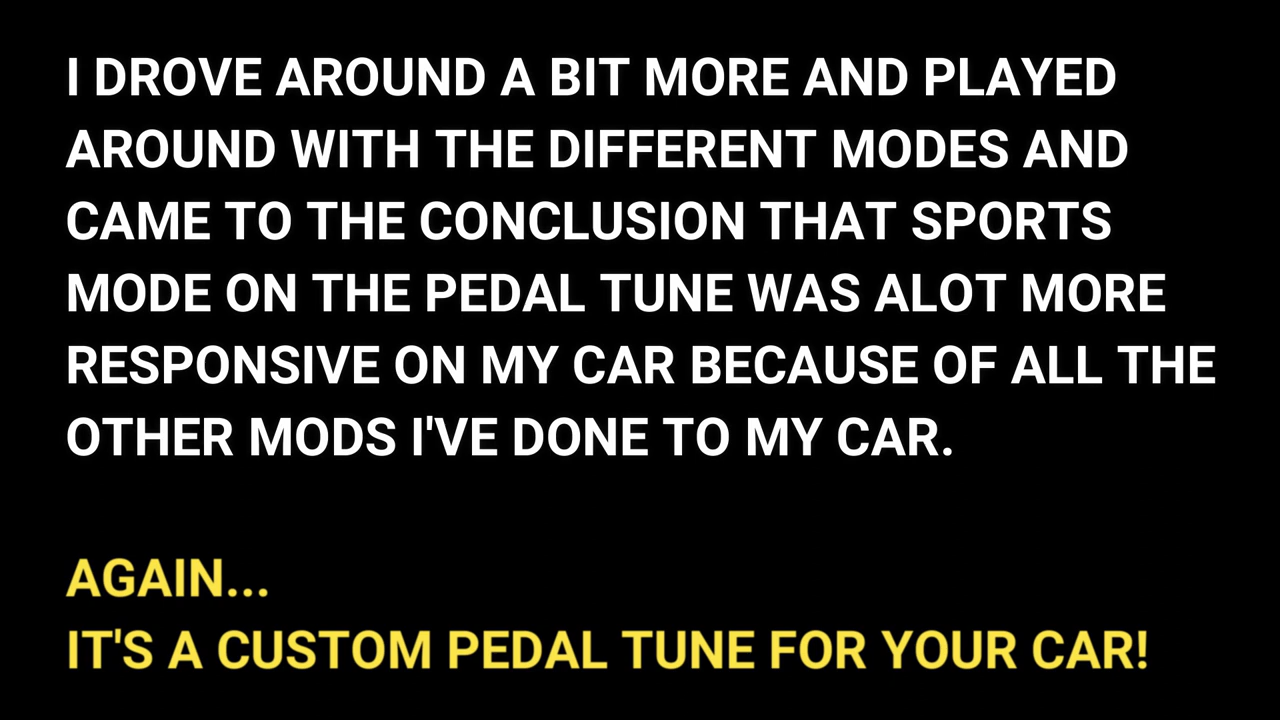 I DROVE AROUND A BIT MORE AND PLAYED
AROUND WITH THE DIFFERENT MODES AND
CAME TO THE CONCLUSION THAT SPORTS
MODE ON THE PEDAL TUNE WAS ALOT MORE
RESPONSIVE ON MY CAR BECAUSE OF ALL THE
OTHER MODS I'VE DONE TO MY CAR.
AGAIN...
IT'S A CUSTOM PEDAL TUNE FOR YOUR CAR!